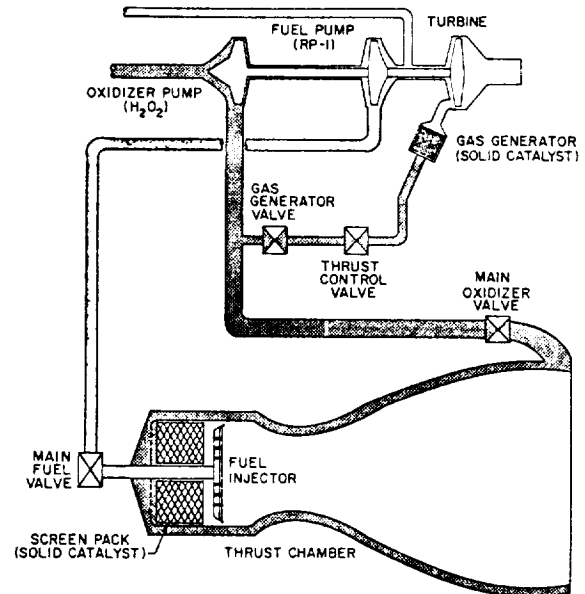 FUEL PUMP
(RP-1)
TURBINE
OXIDIZER PUMP
(H₂O₂)
GAS GENERATOR
(SOLID CATALYST)
GAS
GENERATOR
VALVE
THRUST
CONTROL
VALVE
MAIN
OXIDIZER
VALVE
MAIN
FUEL
VALVE
FUEL
INJECTOR
SCREEN PACK
(SOLID CATALYST)
THRUST CHAMBER